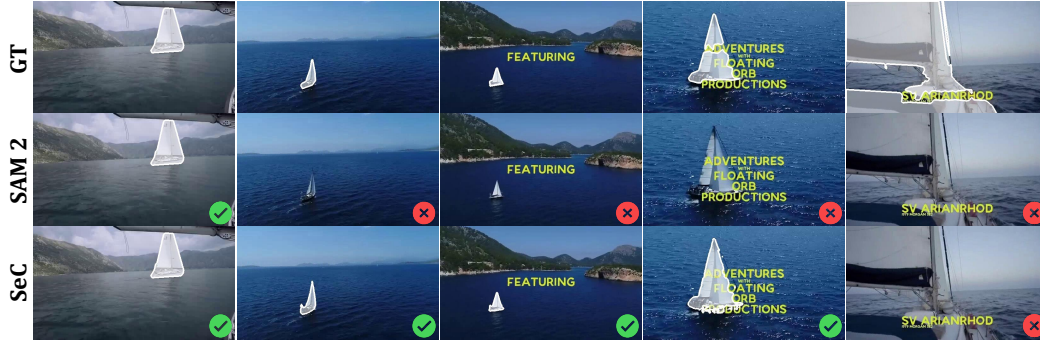 GT
FEATURING
ADVENTURES
WITH
FLOATING
ORB
PRODUCTIONS
SV ARIANRHOD
SAM 2
FEATURING
ADVENTURES
WITH
FLOATING
ORB
PRODUCTIONS
SV ARIANRHOD
SeC
FEATURING
ADVENTURES
WITH
FLOATING
ORB
PRODUCTIONS
SV ARIANRHOD